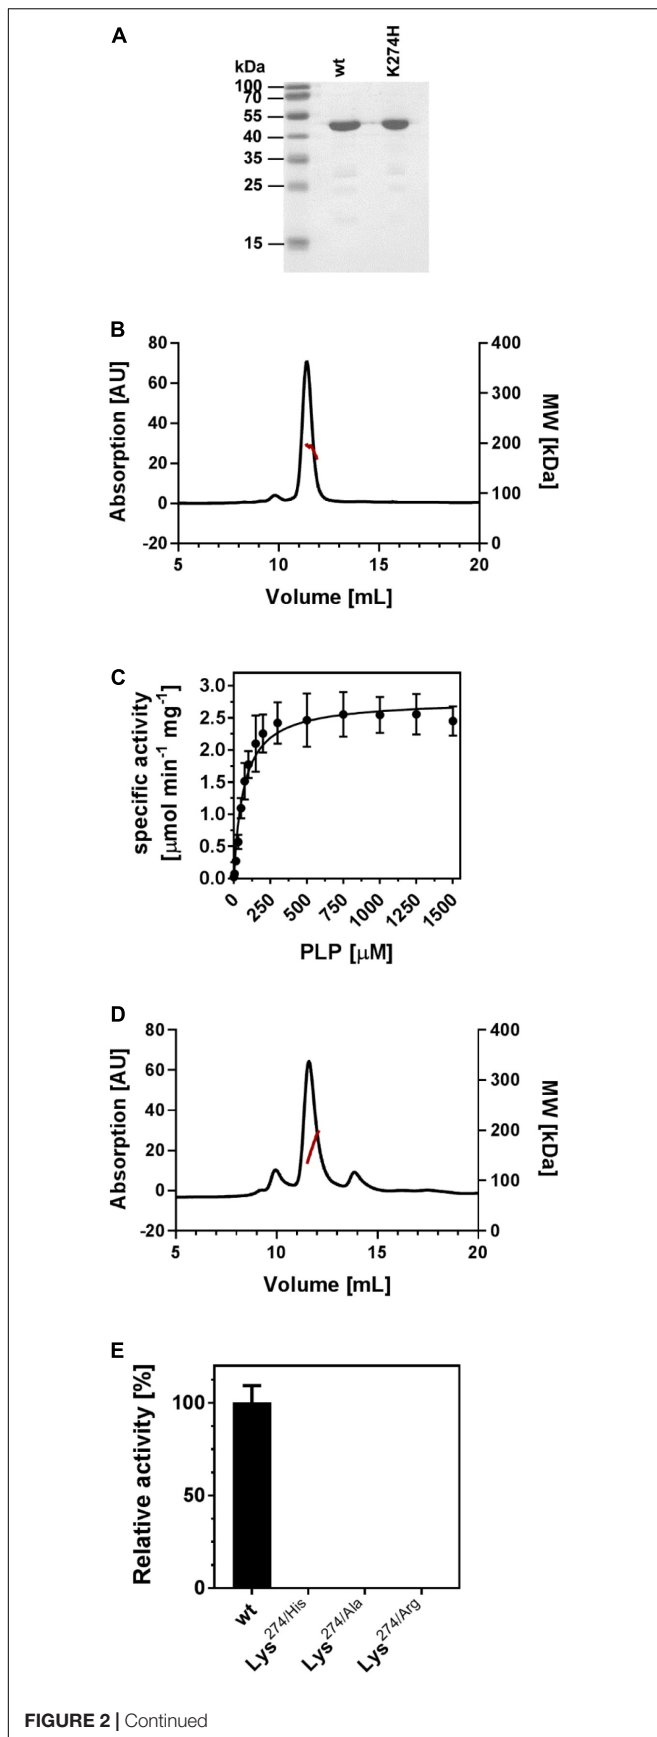 A
kDa
wt
K274H
100
70
55
40
35
25
15
B
Absorption [AU]
80
60
40
20
0
-20
400
300
200
100
0
MW [kDa]
5 10 15 20
Volume [mL]
C
specific activity
[μmol min⁻¹ mg⁻¹]
3.0
2.5
2.0
1.5
1.0
0.5
0.0
0 250 500 750 1000 1250 1500
PLP [μM]
D
Absorption [AU]
80
60
40
20
0
-20
400
300
200
100
0
MW [kDa]
5 10 15 20
Volume [mL]
E
Relative activity [%]
100
50
0
wt
Lys274/His
Lys274/Ala
Lys274/Arg
FIGURE 2 | Continued